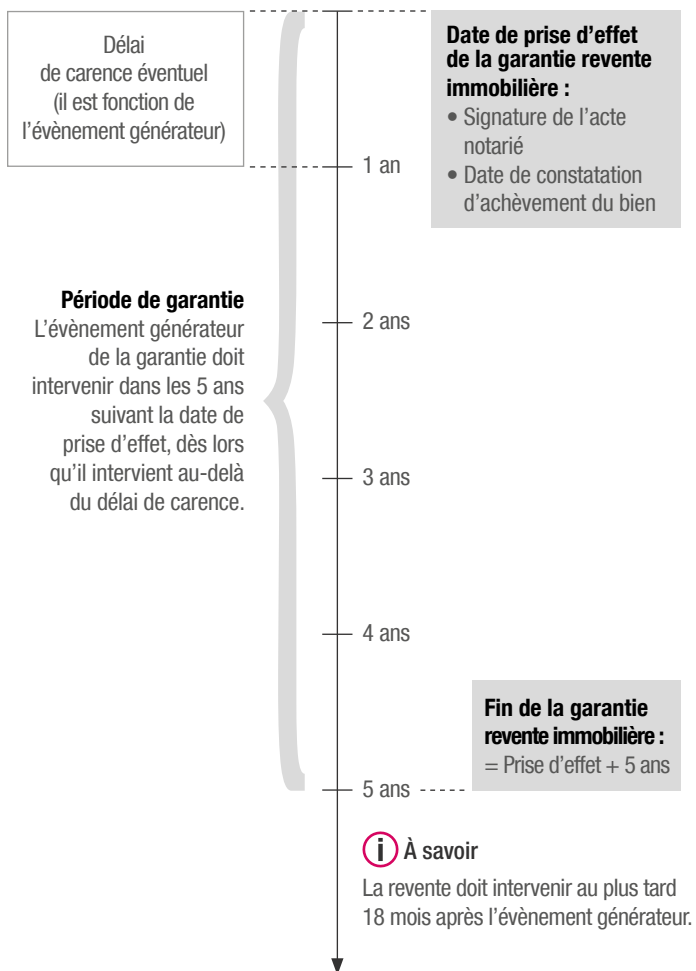 Délai
de carence éventuel
(il est fonction de
l’évènement générateur)
Date de prise d’effet
de la garantie revente
immobilière :
• Signature de l’acte
notarié
• Date de constatation
d’achèvement du bien
1 an
Période de garantie
L’évènement générateur
de la garantie doit
intervenir dans les 5 ans
suivant la date de
prise d’effet, dès lors
qu’il intervient au-delà
du délai de carence.
2 ans
3 ans
4 ans
Fin de la garantie
revente immobilière :
= Prise d’effet + 5 ans
5 ans
i À savoir
La revente doit intervenir au plus tard
18 mois après l’évènement générateur.